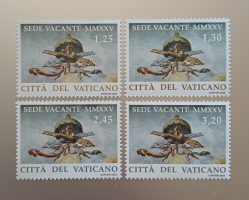 SEDE VACANTE MMXXV
1,25
CITTÀ DEL VATICANO
SEDE VACANTE MMXXV
1,30
CITTÀ DEL VATICANO
SEDE VACANTE MMXXV
2,45
CITTÀ DEL VATICANO
SEDE VACANTE MMXXV
3,20
CITTÀ DEL VATICANO